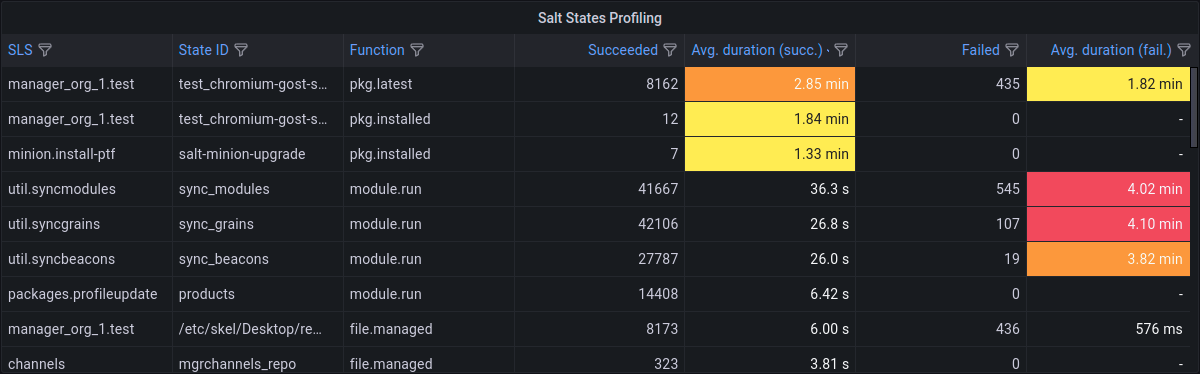 Salt States Profiling
SLS State ID Function Succeeded Avg. duration (succ.) Failed Avg. duration (fail.)
manager_org_1.test test_chromium-gost-s… pkg.latest 8162 2.85 min 435 1.82 min
manager_org_1.test test_chromium-gost-s… pkg.installed 12 1.84 min 0 -
minion.install-ptf salt-minion-upgrade pkg.installed 7 1.33 min 0 -
util.syncmodules sync_modules module.run 41667 36.3 s 545 4.02 min
util.syncgrains sync_grains module.run 42106 26.8 s 107 4.10 min
util.syncbeacons sync_beacons module.run 27787 26.0 s 19 3.82 min
packages.profileupdate products module.run 14408 6.42 s 0 -
manager_org_1.test /etc/skel/Desktop/re… file.managed 8173 6.00 s 436 576 ms
channels mgrchannels_repo file.managed 323 3.81 s 0 -